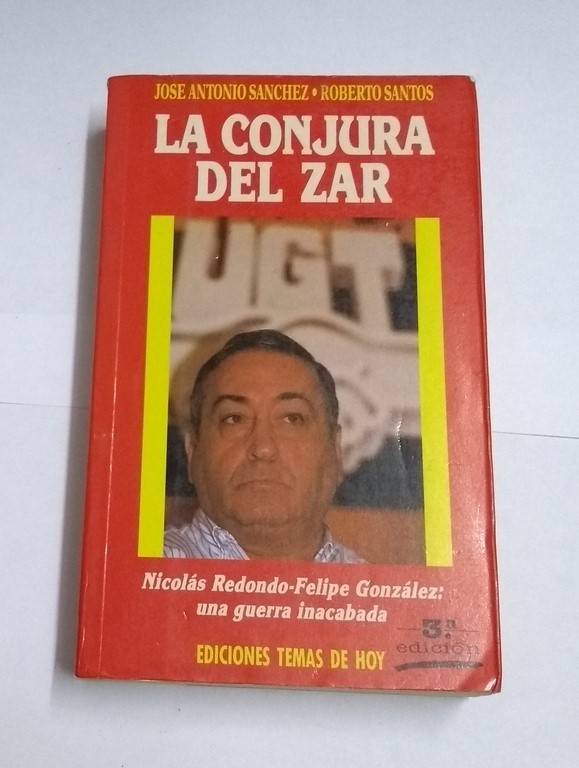 JOSE ANTONIO SANCHEZ • ROBERTO SANTOS
LA CONJURA
DEL ZAR
UGT
Nicolás Redondo-Felipe González:
una guerra inacabada
3.ª
edición
EDICIONES TEMAS DE HOY